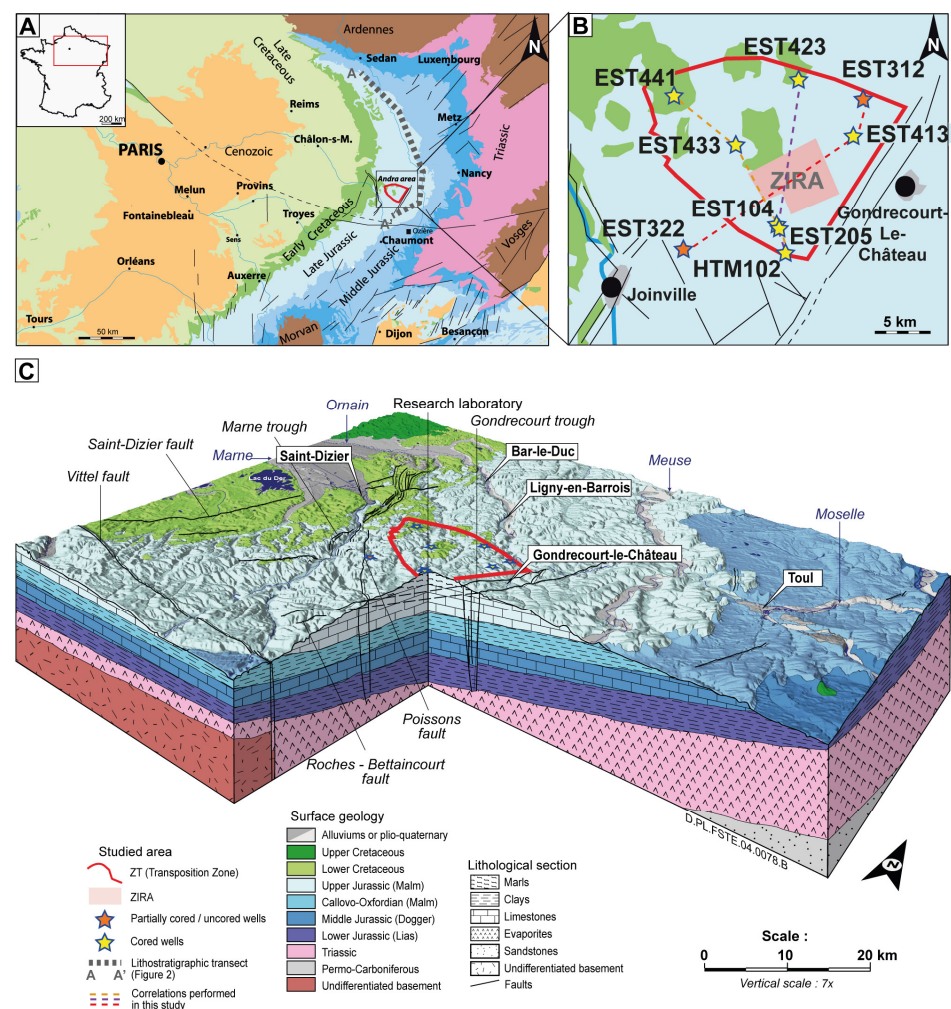 A
200 km
Late
Cretaceous
Ardennes
Sedan
Luxembourg
N
A
Reims
Metz
Triassic
Châlon-s-M.
PARIS
Cenozoic
Andra area
Nancy
Melun
Provins
Fontainebleau
Troyes
A'
Ozière
Sens
Early Cretaceous
Chaumont
Vosges
Orléans
Late Jurassic
Middle Jurassic
Auxerre
Tours
50 km
Morvan
Dijon
Besançon
B
N
EST423
EST441
EST312
EST433
EST413
ZIRA
EST104
Gondrecourt-
Le-
Château
EST322
EST205
HTM102
Joinville
5 km
C
Ornain
Research laboratory
Marne trough
Gondrecourt trough
Saint-Dizier fault
Marne
Saint-Dizier
Bar-le-Duc
Meuse
Vittel fault
Lac du Der
Ligny-en-Barrois
Moselle
Gondrecourt-le-Château
Toul
Poissons
fault
Roches - Bettaincourt
fault
D.PL.FSTE.04.0078.B
N
Studied area
ZT (Transposition Zone)
ZIRA
Partially cored / uncored wells
Cored wells
Lithostratigraphic transect
A A' (Figure 2)
Correlations performed
in this study
Surface geology
Alluviums or plio-quaternary
Upper Cretaceous
Lower Cretaceous
Upper Jurassic (Malm)
Callovo-Oxfordian (Malm)
Middle Jurassic (Dogger)
Lower Jurassic (Lias)
Triassic
Permo-Carboniferous
Undifferentiated basement
Lithological section
Marls
Clays
Limestones
Evaporites
Sandstones
Undifferentiated basement
Faults
Scale :
0 10 20 km
Vertical scale : 7x